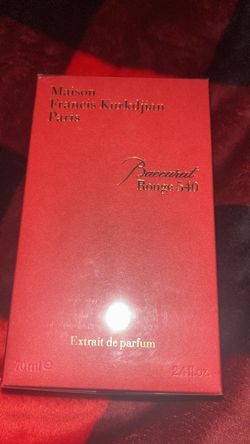 Maison
Francis Kurkdjian
Paris
Baccarat
Rouge 540
Extrait de parfum
70ml e 2.4fl.oz